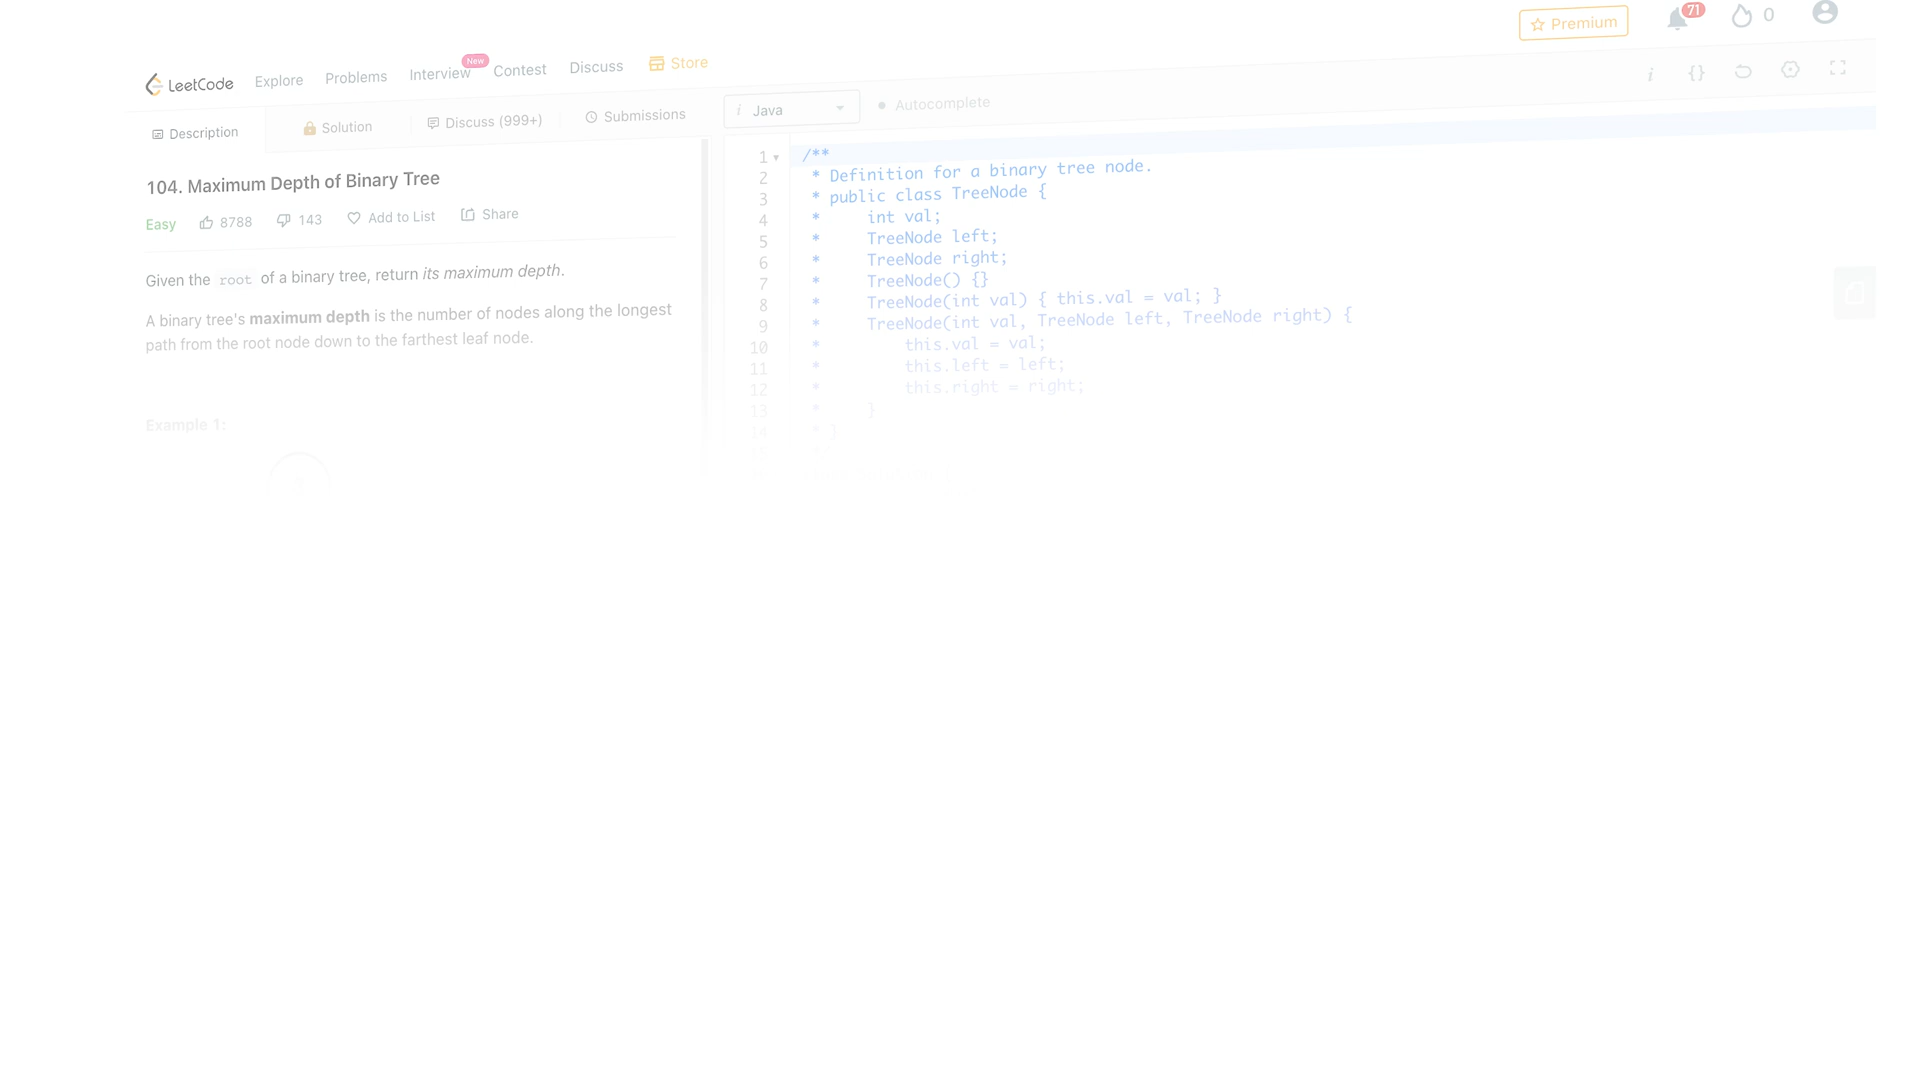 Premium
71
0
LeetCode
Explore
Problems
Interview
New
Contest
Discuss
Store
Description
Solution
Discuss (999+)
Submissions
i Java
Autocomplete
i {}
104. Maximum Depth of Binary Tree
Easy
8788
143
Add to List
Share
Given the root of a binary tree, return its maximum depth.
A binary tree's maximum depth is the number of nodes along the longest
path from the root node down to the farthest leaf node.
Example 1:
1 /**
2 * Definition for a binary tree node.
3 * public class TreeNode {
4 * int val;
5 * TreeNode left;
6 * TreeNode right;
7 * TreeNode() {}
8 * TreeNode(int val) { this.val = val; }
9 * TreeNode(int val, TreeNode left, TreeNode right) {
10 * this.val = val;
11 * this.left = left;
12 * this.right = right;
13 * }
14 * }